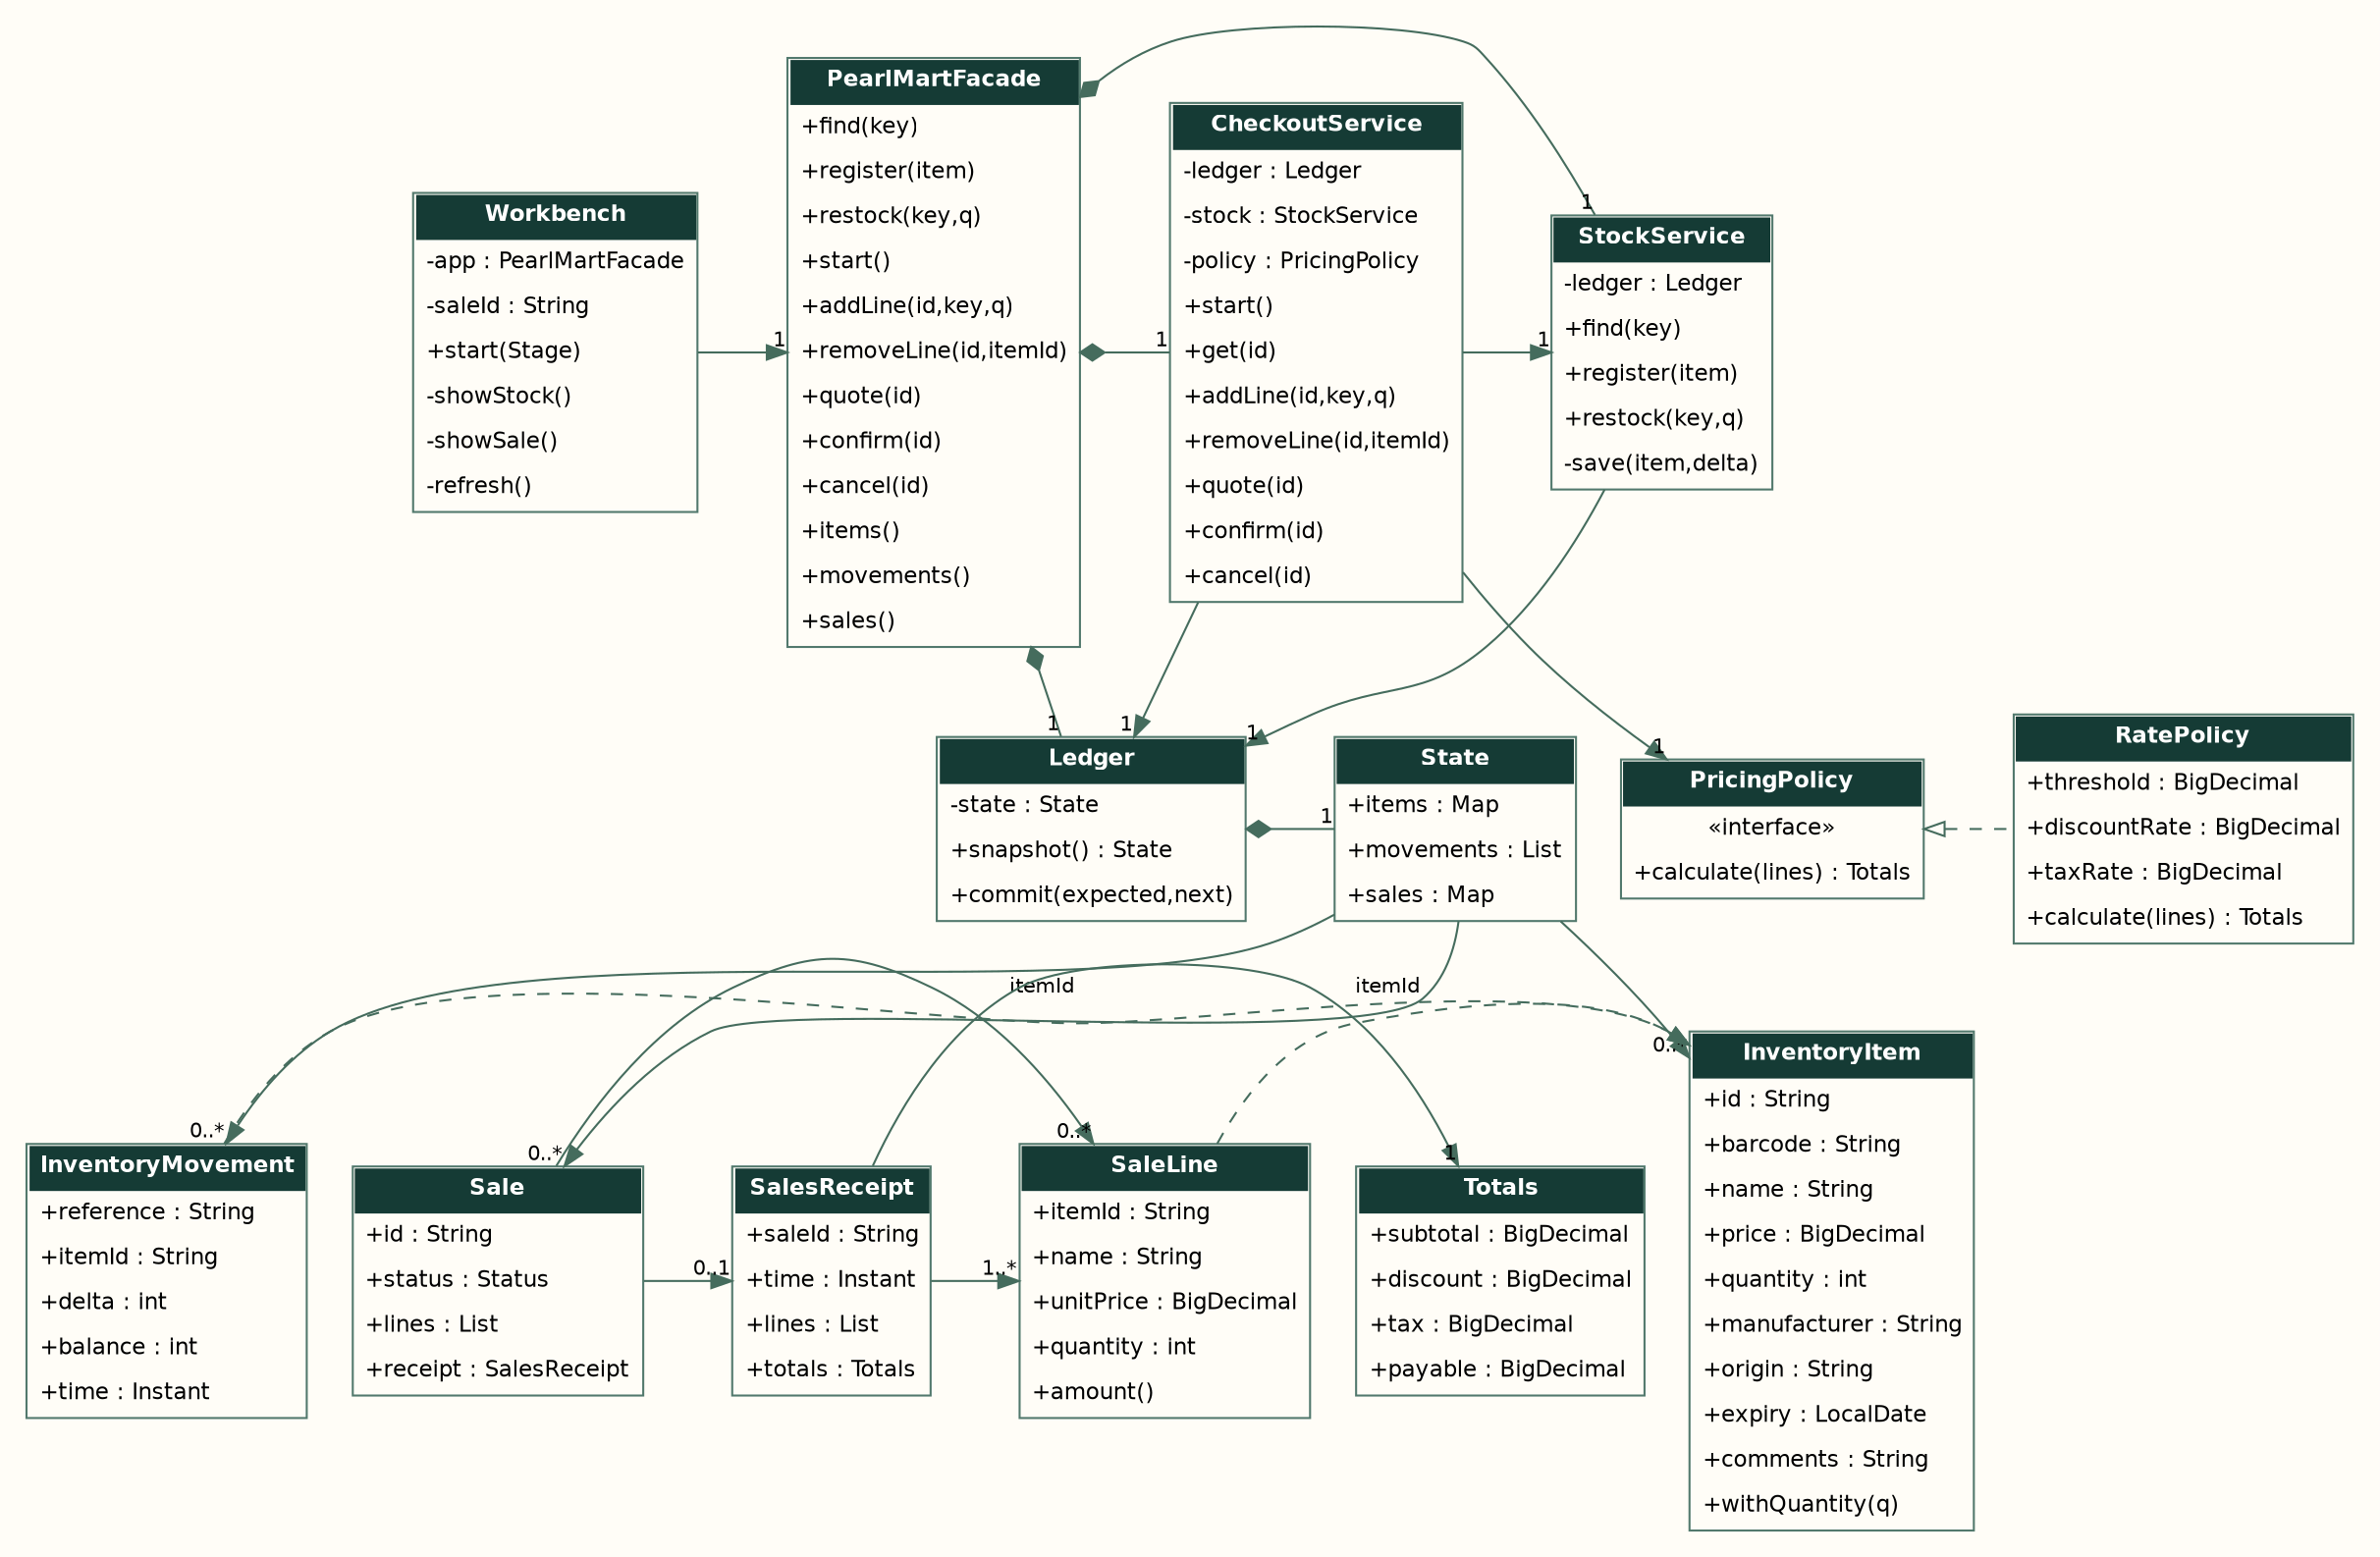 PearlMartFacade
+find(key)
+register(item)
+restock(key,q)
+start()
+addLine(id,key,q)
+removeLine(id,itemId)
+quote(id)
+confirm(id)
+cancel(id)
+items()
+movements()
+sales()
CheckoutService
-ledger : Ledger
-stock : StockService
-policy : PricingPolicy
+start()
+get(id)
+addLine(id,key,q)
+removeLine(id,itemId)
+quote(id)
+confirm(id)
+cancel(id)
Workbench
-app : PearlMartFacade
-saleId : String
+start(Stage)
-showStock()
-showSale()
-refresh()
StockService
-ledger : Ledger
+find(key)
+register(item)
+restock(key,q)
-save(item,delta)
1
1
1
1
1
1
1
1
1
Ledger
-state : State
+snapshot() : State
+commit(expected,next)
State
+items : Map
+movements : List
+sales : Map
PricingPolicy
«interface»
+calculate(lines) : Totals
RatePolicy
+threshold : BigDecimal
+discountRate : BigDecimal
+taxRate : BigDecimal
+calculate(lines) : Totals
itemId
itemId
0..*
0..*
0..*
0..*
1
0..1
1..*
InventoryMovement
+reference : String
+itemId : String
+delta : int
+balance : int
+time : Instant
Sale
+id : String
+status : Status
+lines : List
+receipt : SalesReceipt
SalesReceipt
+saleId : String
+time : Instant
+lines : List
+totals : Totals
SaleLine
+itemId : String
+name : String
+unitPrice : BigDecimal
+quantity : int
+amount()
Totals
+subtotal : BigDecimal
+discount : BigDecimal
+tax : BigDecimal
+payable : BigDecimal
InventoryItem
+id : String
+barcode : String
+name : String
+price : BigDecimal
+quantity : int
+manufacturer : String
+origin : String
+expiry : LocalDate
+comments : String
+withQuantity(q)